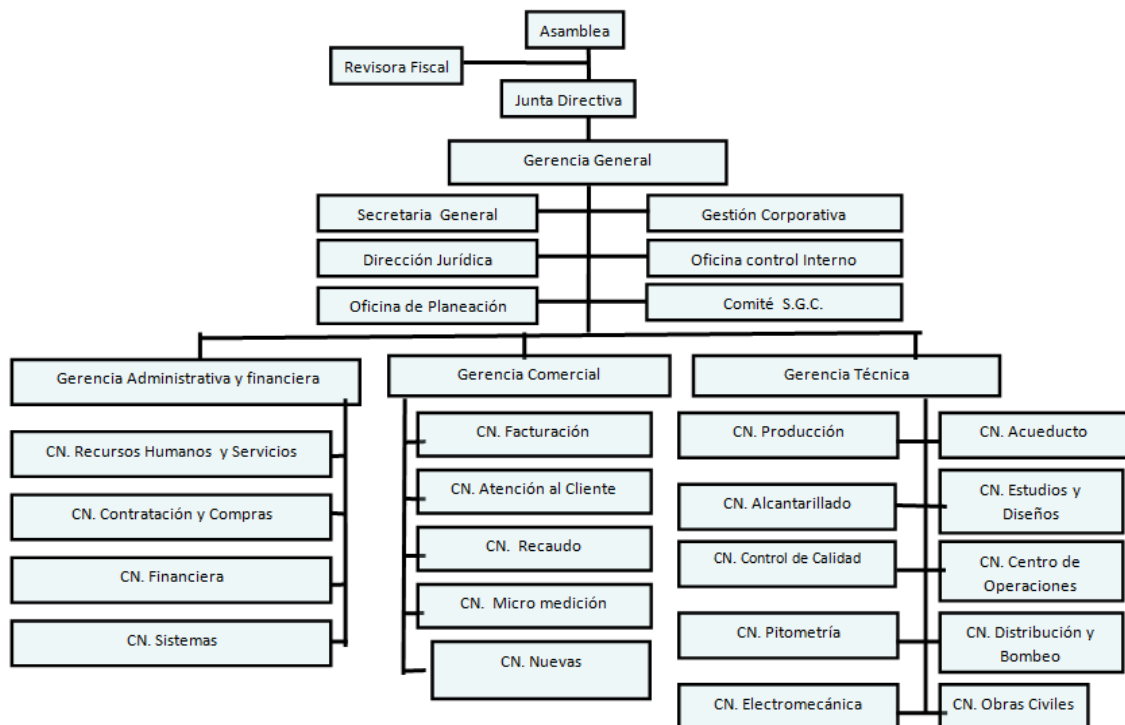 Asamblea
Revisora Fiscal
Junta Directiva
Gerencia General
Secretaria General
Gestión Corporativa
Dirección Jurídica
Oficina control Interno
Oficina de Planeación
Comité S.G.C.
Gerencia Administrativa y financiera
Gerencia Comercial
Gerencia Técnica
CN. Recursos Humanos y Servicios
CN. Contratación y Compras
CN. Financiera
CN. Sistemas
CN. Facturación
CN. Atención al Cliente
CN. Recaudo
CN. Micro medición
CN. Nuevas
CN. Producción
CN. Acueducto
CN. Alcantarillado
CN. Estudios y
Diseños
CN. Control de Calidad
CN. Centro de
Operaciones
CN. Pitometría
CN. Distribución y
Bombeo
CN. Electromecánica
CN. Obras Civiles